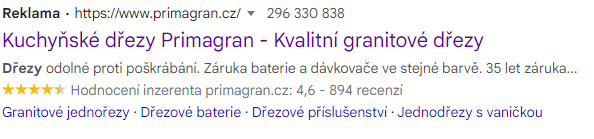 Reklama · https://www.primagran.cz/ 296 330 838
Kuchyňské dřezy Primagran - Kvalitní granitové dřezy
Dřezy odolné proti poškrábání. Záruka baterie a dávkovače ve stejné barvě. 35 let záruka...
Hodnocení inzerenta primagran.cz: 4,6 - 894 recenzí
Granitové jednořezy · Dřezové baterie · Dřezové příslušenství · Jednodřezy s vaničkou